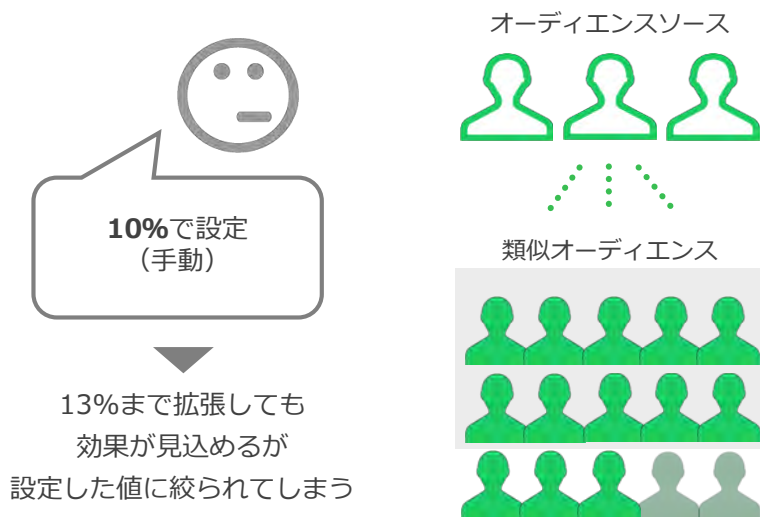 10%で設定
（手動）
13%まで拡張しても
効果が見込めるが
設定した値に絞られてしまう
オーディエンスソース
類似オーディエンス